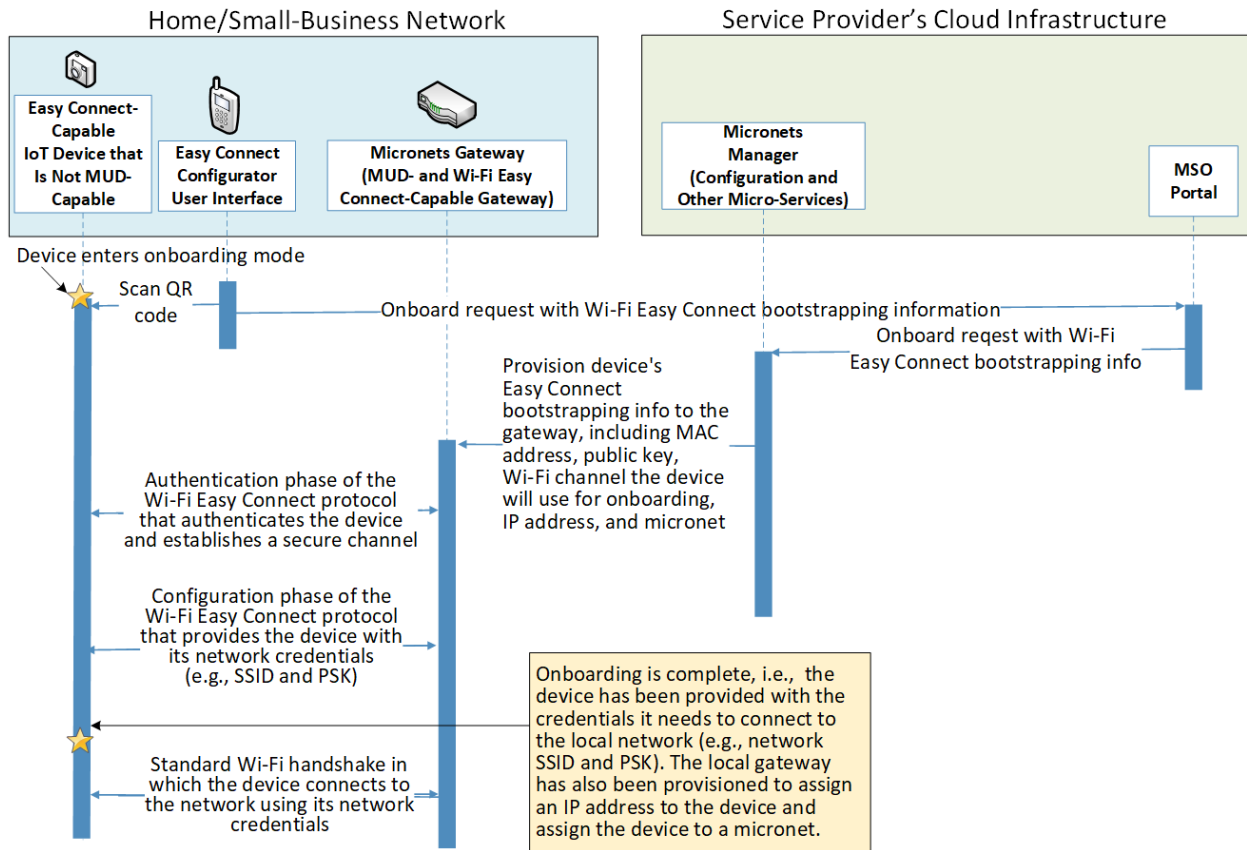 Home/Small-Business Network
Service Provider's Cloud Infrastructure
Easy Connect-
Capable
IoT Device that
Is Not MUD-
Capable
Easy Connect
Configurator
User Interface
Micronets Gateway
(MUD- and Wi-Fi Easy
Connect-Capable Gateway)
Micronets
Manager
(Configuration and
Other Micro-Services)
MSO
Portal
Device enters onboarding mode
Scan QR
code
Onboard request with Wi-Fi Easy Connect bootstrapping information
Onboard reqest with Wi-Fi
Easy Connect bootstrapping info
Provision device's
Easy Connect
bootstrapping info to the
gateway, including MAC
address, public key,
Wi-Fi channel the device
will use for onboarding,
IP address, and micronet
Authentication phase of the
Wi-Fi Easy Connect protocol
that authenticates the device
and establishes a secure channel
Configuration phase of the
Wi-Fi Easy Connect protocol
that provides the device with
its network credentials
(e.g., SSID and PSK)
Onboarding is complete, i.e., the
device has been provided with the
credentials it needs to connect to
the local network (e.g., network
SSID and PSK). The local gateway
has also been provisioned to assign
an IP address to the device and
assign the device to a micronet.
Standard Wi-Fi handshake in
which the device connects to
the network using its network
credentials